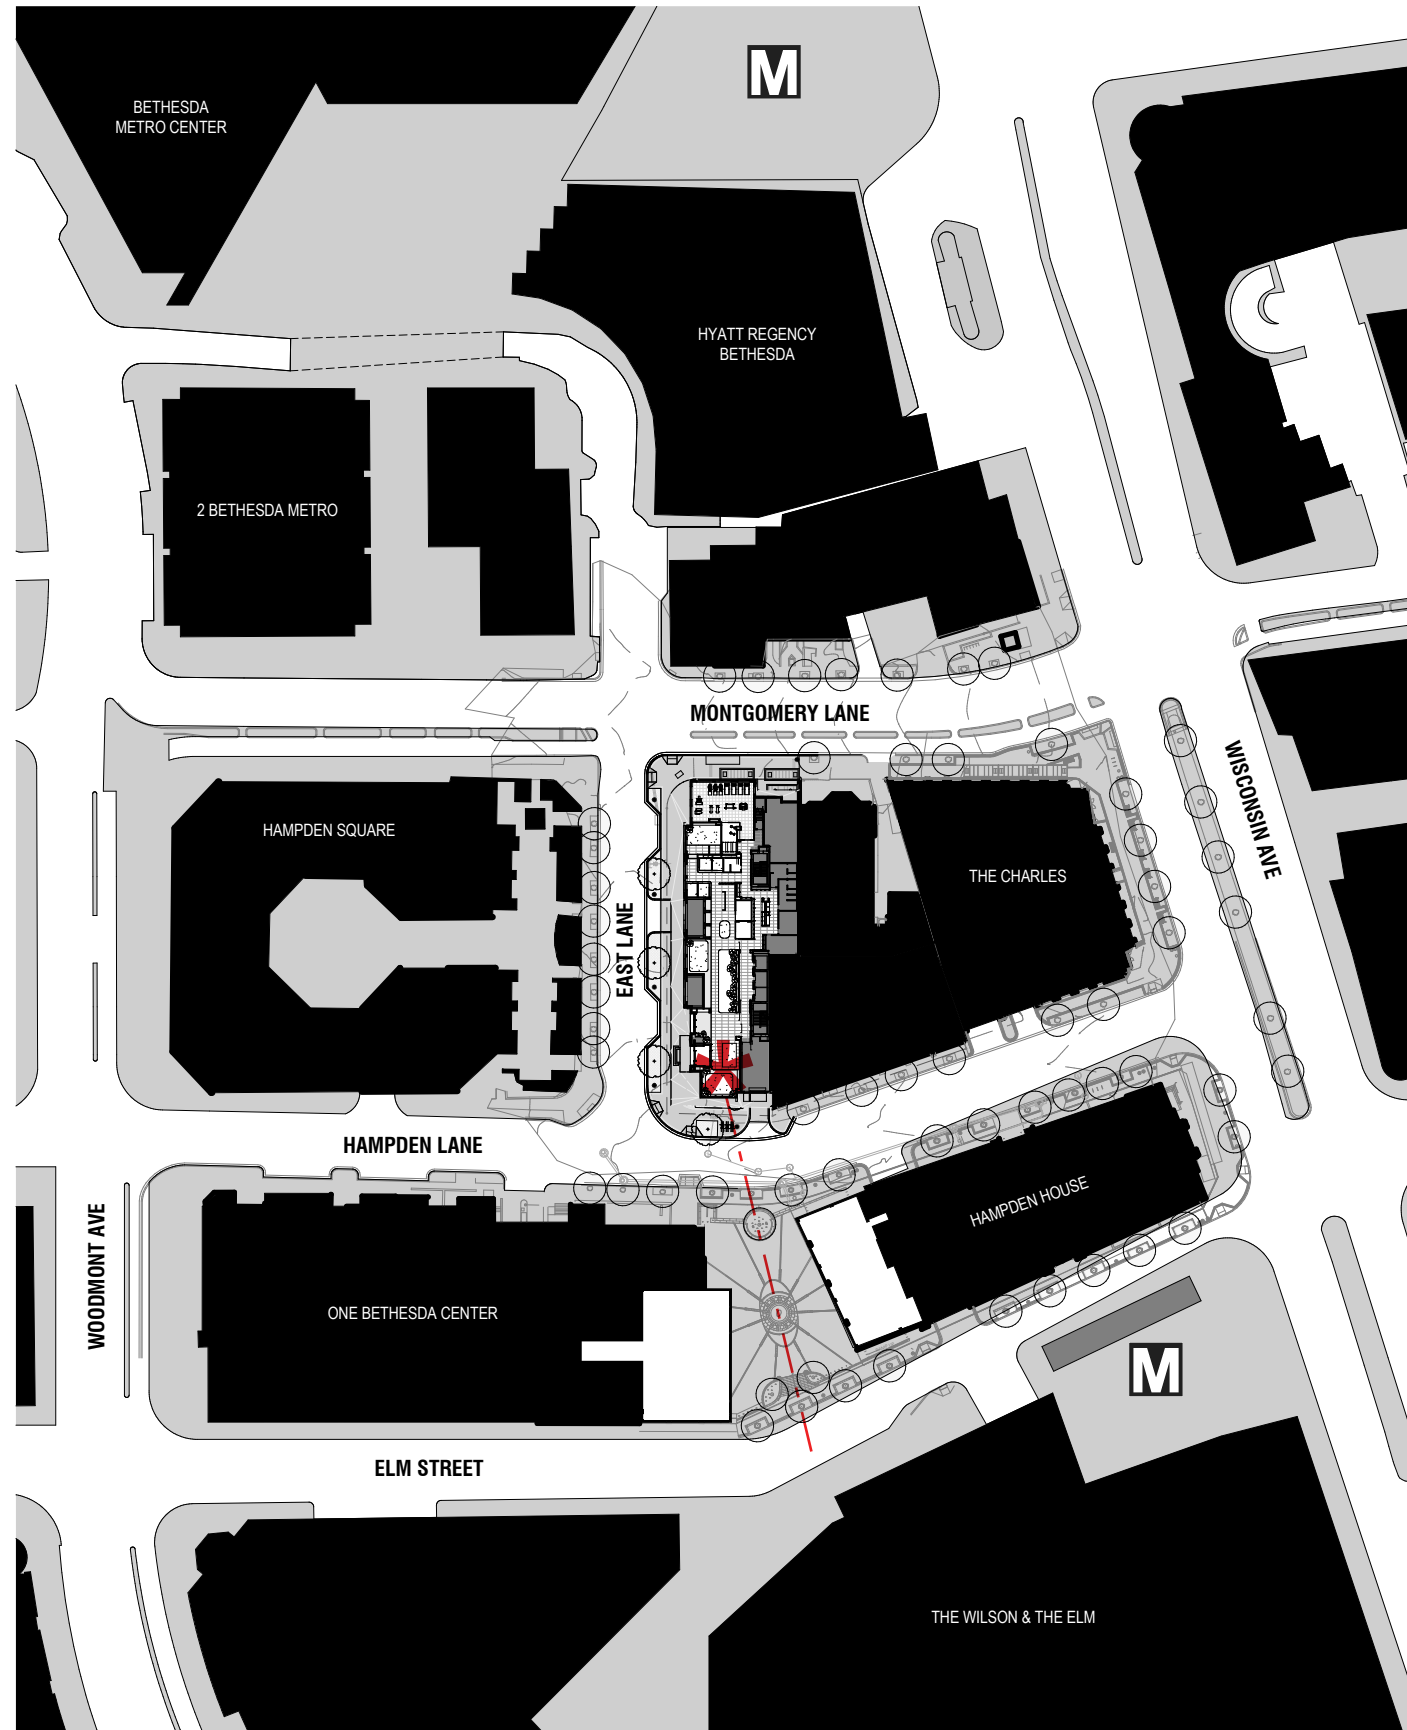 M
BETHESDA
METRO CENTER
HYATT REGENCY
BETHESDA
2 BETHESDA METRO
MONTGOMERY LANE
WISCONSIN AVE
HAMPDEN SQUARE
THE CHARLES
EAST LANE
HAMPDEN LANE
HAMPDEN HOUSE
WOODMONT AVE
ONE BETHESDA CENTER
M
ELM STREET
THE WILSON & THE ELM